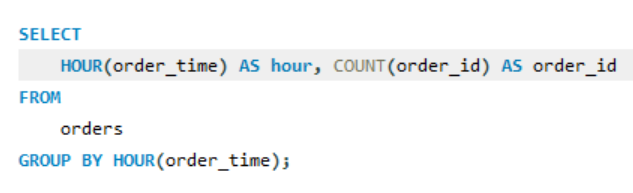 SELECT
HOUR(order_time) AS hour, COUNT(order_id) AS order_id
FROM
orders
GROUP BY HOUR(order_time);